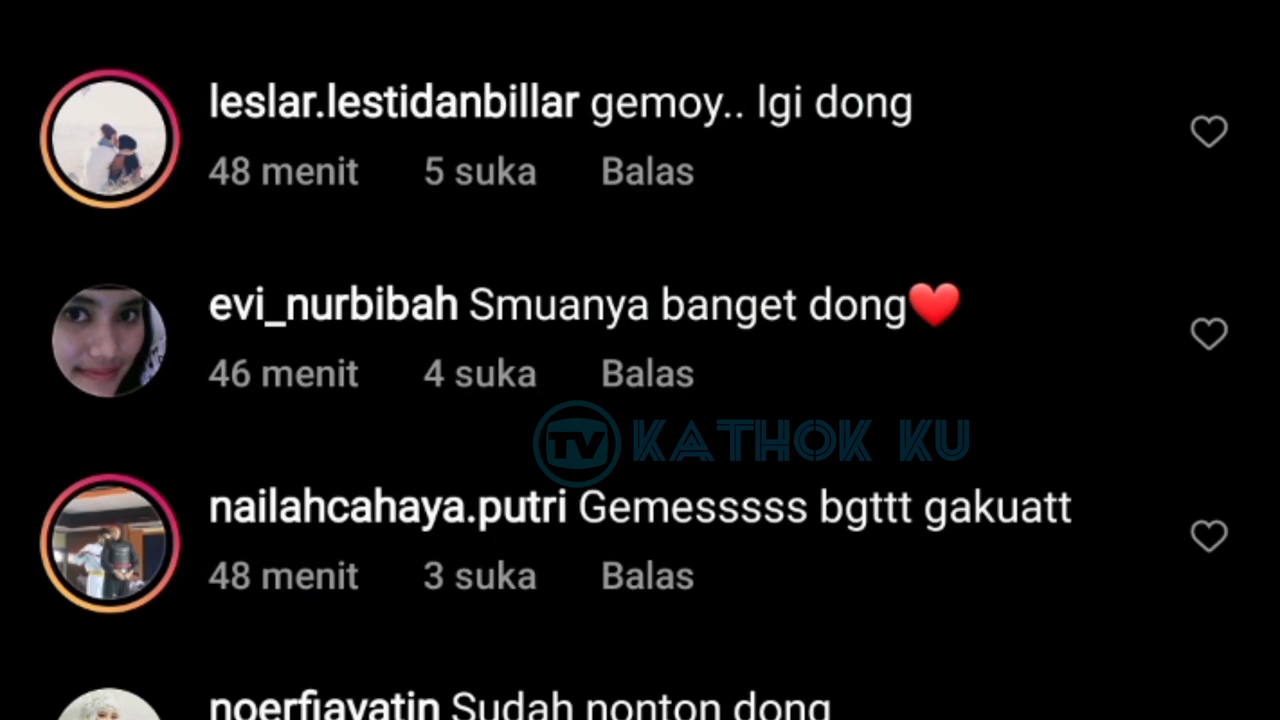 leslar.lestidanbillar gemoy.. lgi dong
48 menit 5 suka Balas
evi_nurbibah Smuanya banget dong❤️
46 menit 4 suka Balas
TV KATHOK KU
nailahcahaya.putri Gemesssss bgttt gakuatt
48 menit 3 suka Balas
noerfiayatin Sudah nonton dong